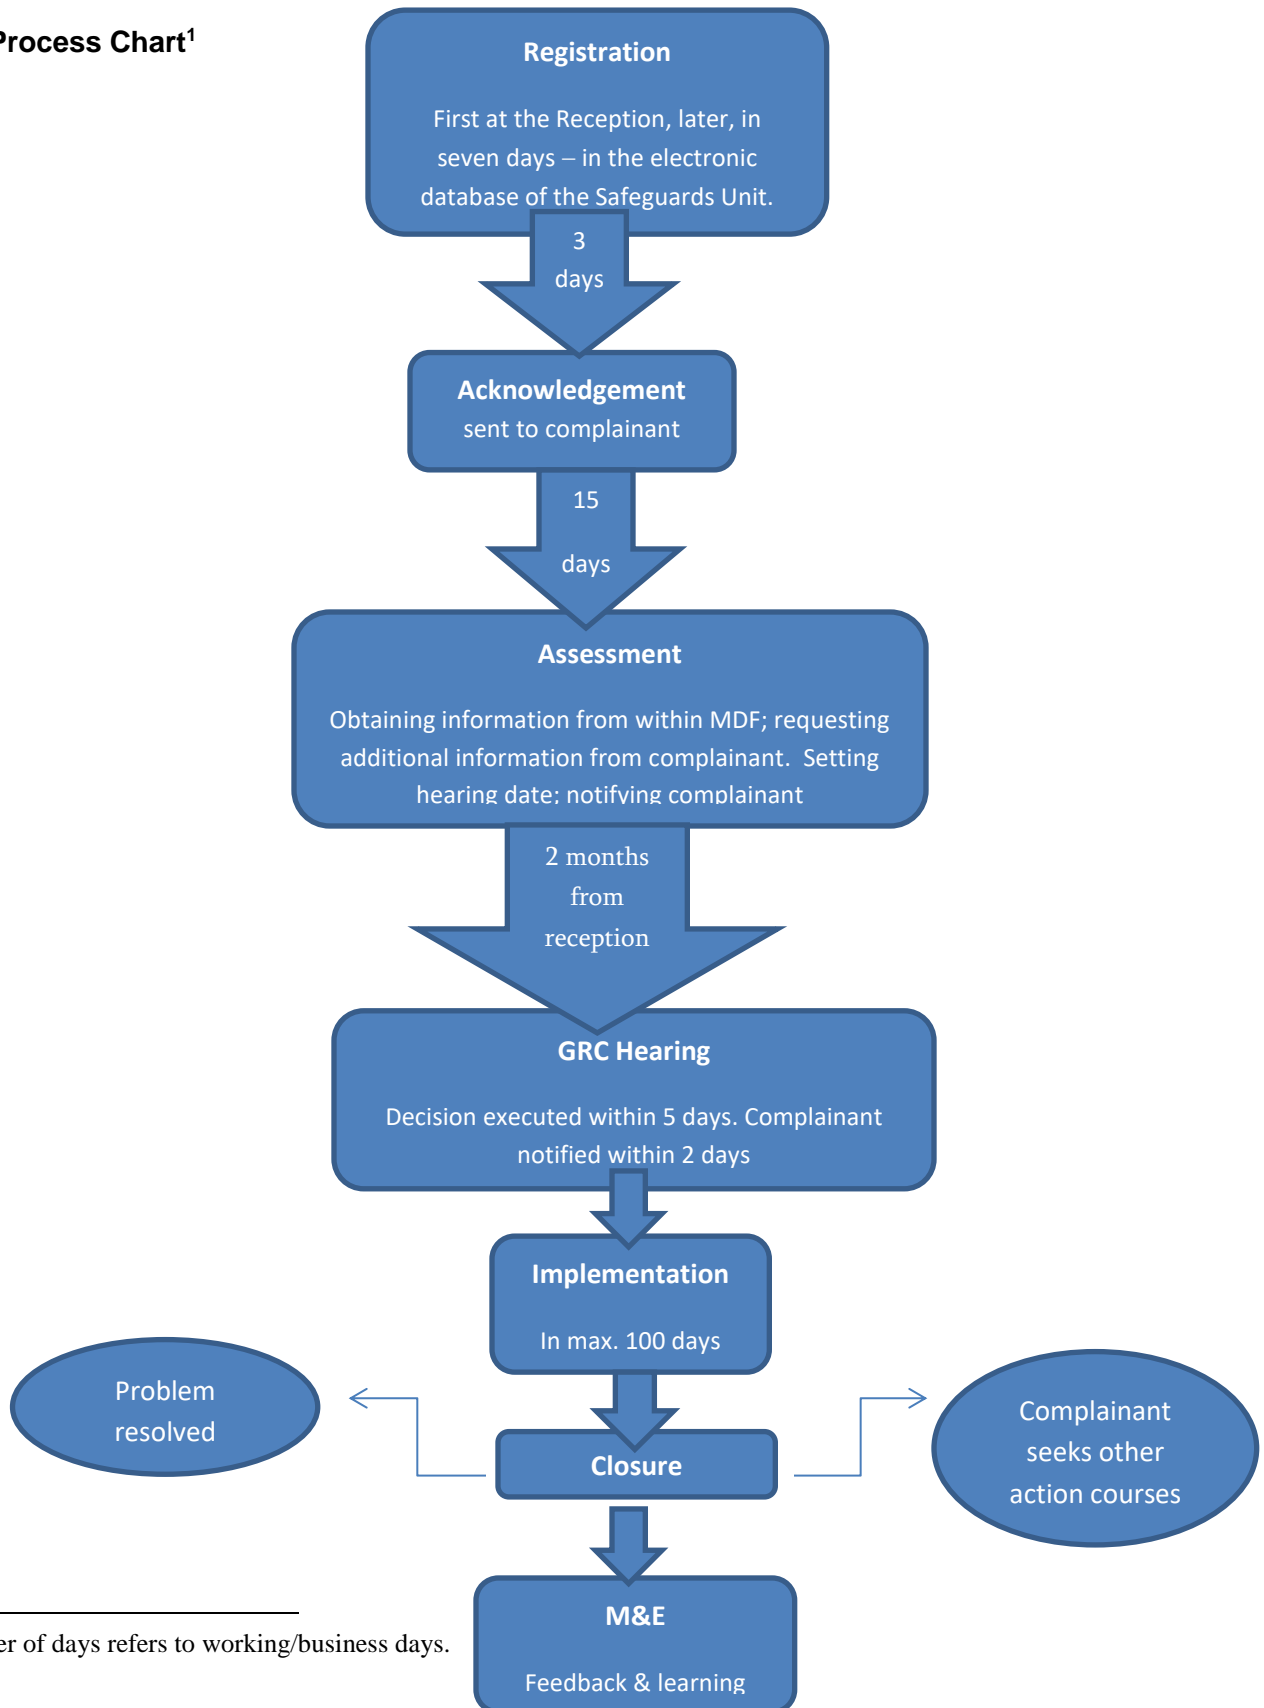 Process Chart1
Registration
First at the Reception, later, in
seven days – in the electronic
database of the Safeguards Unit.
3
days
Acknowledgement
sent to complainant
15
days
Assessment
Obtaining information from within MDF; requesting
additional information from complainant.  Setting
hearing date; notifying complainant
2 months
from
reception
GRC Hearing
Decision executed within 5 days. Complainant
notified within 2 days
Implementation
In max. 100 days
Problem
resolved
Complainant
seeks other
action courses
Closure
M&E
Feedback & learning
er of days refers to working/business days.